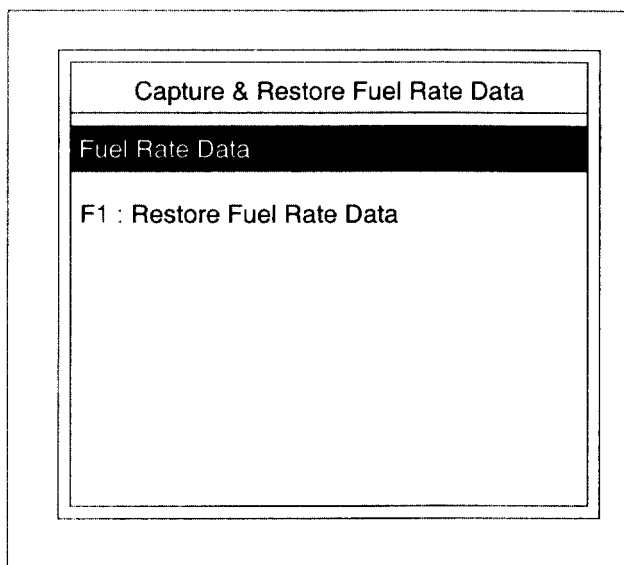 Capture & Restore Fuel Rate Data
Fuel Rate Data
F1 : Restore Fuel Rate Data